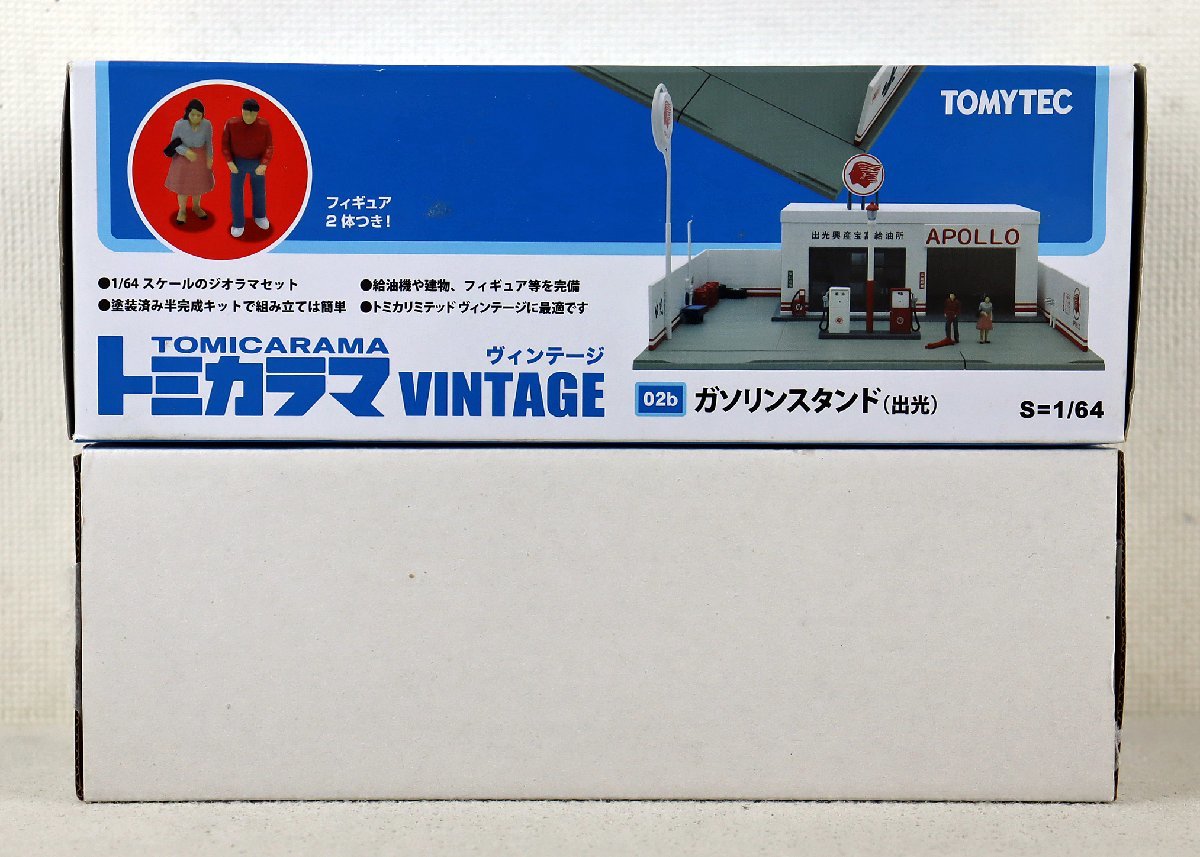 TOMYTEC
フィギュア
2体つき!
出光興産宝富給油所
APOLLO
●1/64スケールのジオラマセット
●塗装済み半完成キットで組み立ては簡単
●給油機や建物、フィギュア等を完備
●トミカリミテッド ヴィンテージに最適です
TOMICARAMA
トミカラマ
ヴィンテージ
VINTAGE
02b ガソリンスタンド(出光)
S=1/64